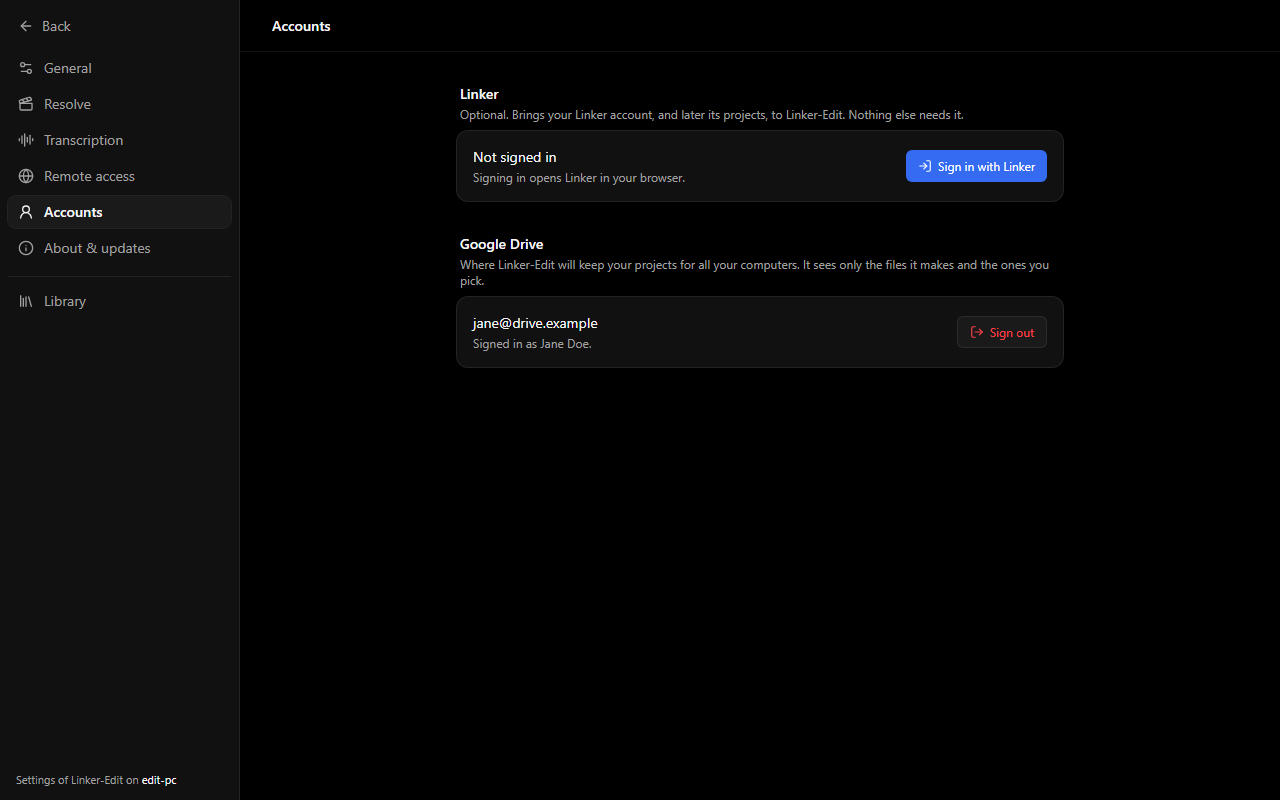 Back
General
Resolve
Transcription
Remote access
Accounts
About & updates
Library
Settings of Linker-Edit on edit-pc
Accounts
Linker
Optional. Brings your Linker account, and later its projects, to Linker-Edit. Nothing else needs it.
Not signed in
Signing in opens Linker in your browser.
Sign in with Linker
Google Drive
Where Linker-Edit will keep your projects for all your computers. It sees only the files it makes and the ones you
pick.
jane@drive.example
Signed in as Jane Doe.
Sign out